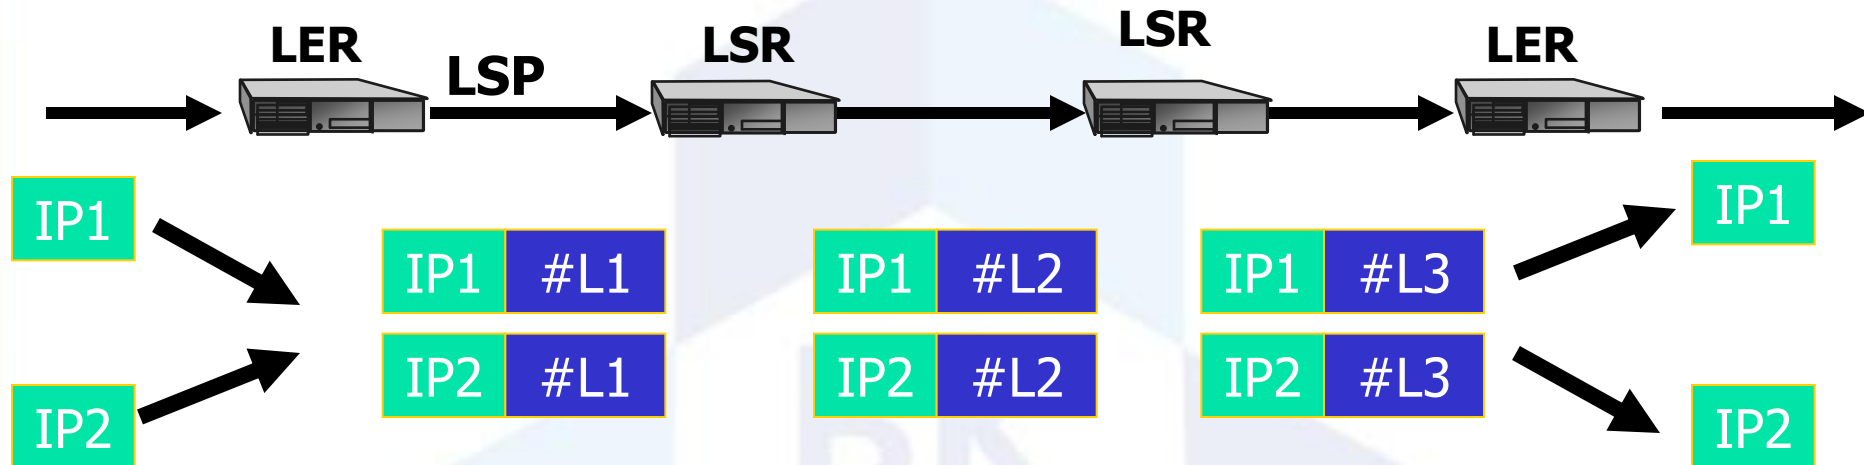 LER
LSP
LSR
LSR
LER
IP1
IP1
IP1 #L1
IP1 #L2
IP1 #L3
IP2 #L1
IP2 #L2
IP2 #L3
IP2
IP2